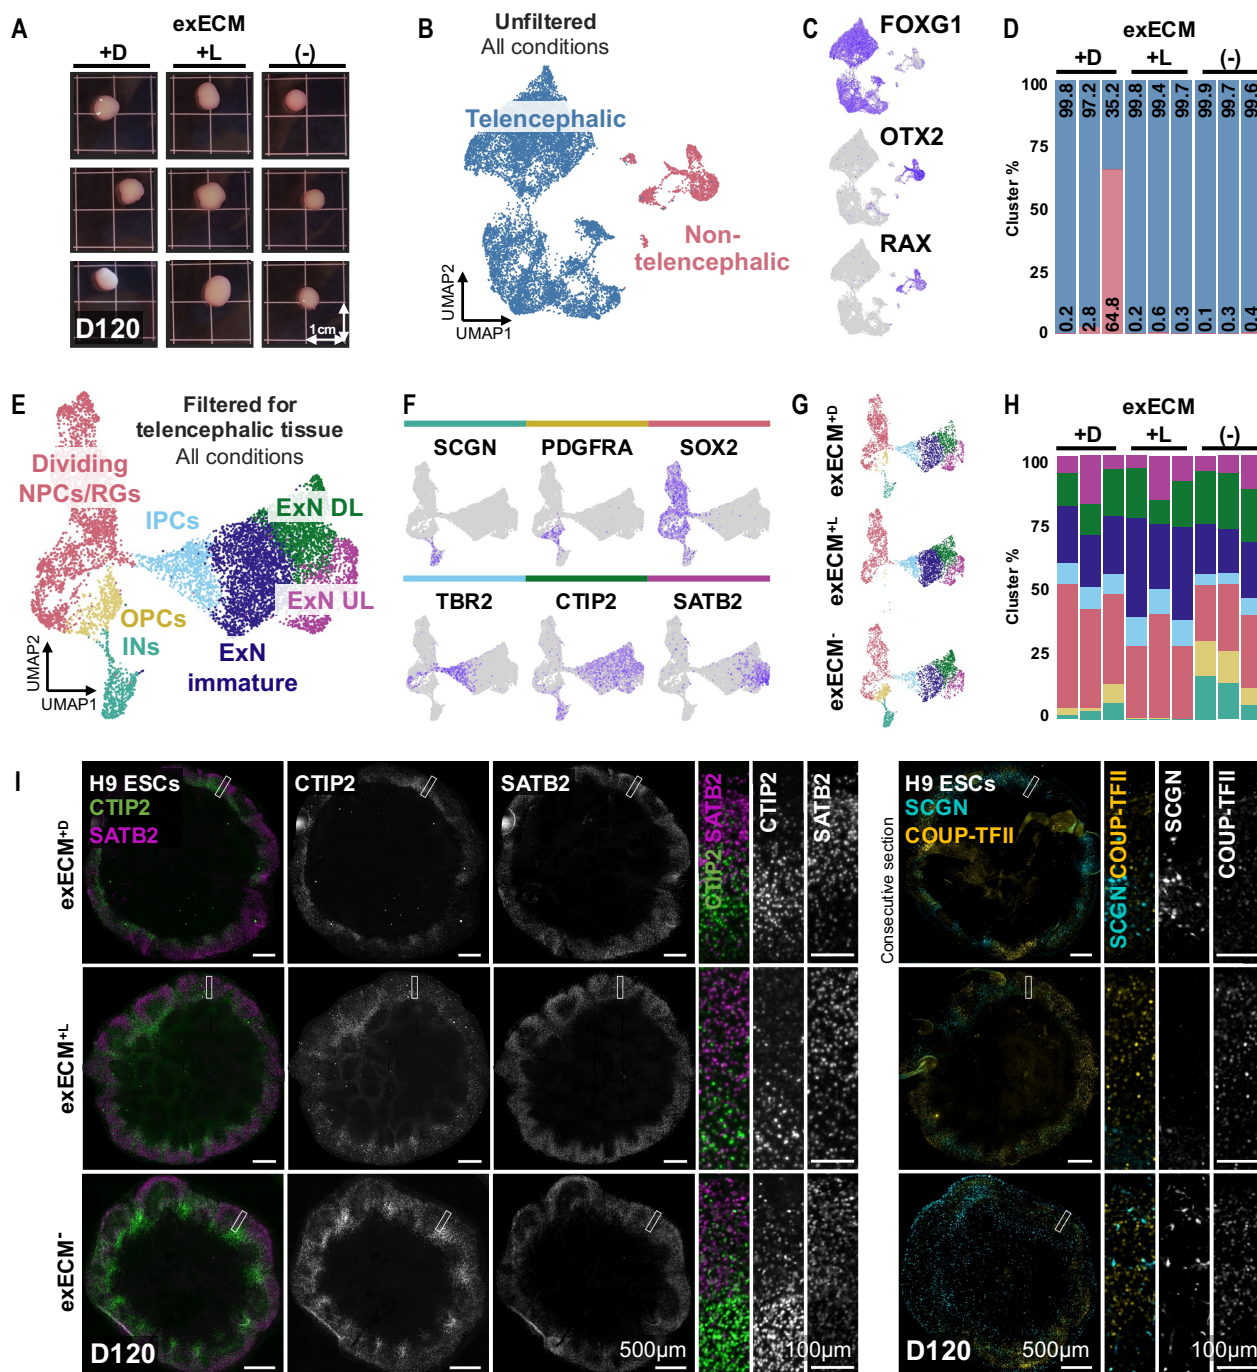 A
exECM
+D
+L
(-)
D120
1cm
B
Unfiltered
All conditions
Telencephalic
Non-
telencephalic
UMAP2
UMAP1
C
FOXG1
OTX2
RAX
D
exECM
+D
+L
(-)
Cluster %
100
75
50
25
0
99.8
97.2
35.2
99.8
99.4
99.7
99.9
99.7
99.6
0.2
2.8
64.8
0.2
0.6
0.3
0.1
0.3
0.4
E
Filtered for
telencephalic tissue
All conditions
Dividing
NPCs/RGs
IPCs
ExN DL
ExN UL
OPCs
INs
ExN
immature
UMAP2
UMAP1
F
SCGN
PDGFRA
SOX2
TBR2
CTIP2
SATB2
G
exECM+D
exECM+L
exECM-
H
exECM
+D
+L
(-)
Cluster %
100
75
50
25
0
I
exECM+D
H9 ESCs
CTIP2
SATB2
CTIP2
SATB2
CTIP2 SATB2
CTIP2
SATB2
Consecutive section
H9 ESCs
SCGN
COUP-TFII
SCGN COUP-TFII
SCGN
COUP-TFII
exECM+L
exECM-
D120
500µm
100µm
D120
500µm
100µm